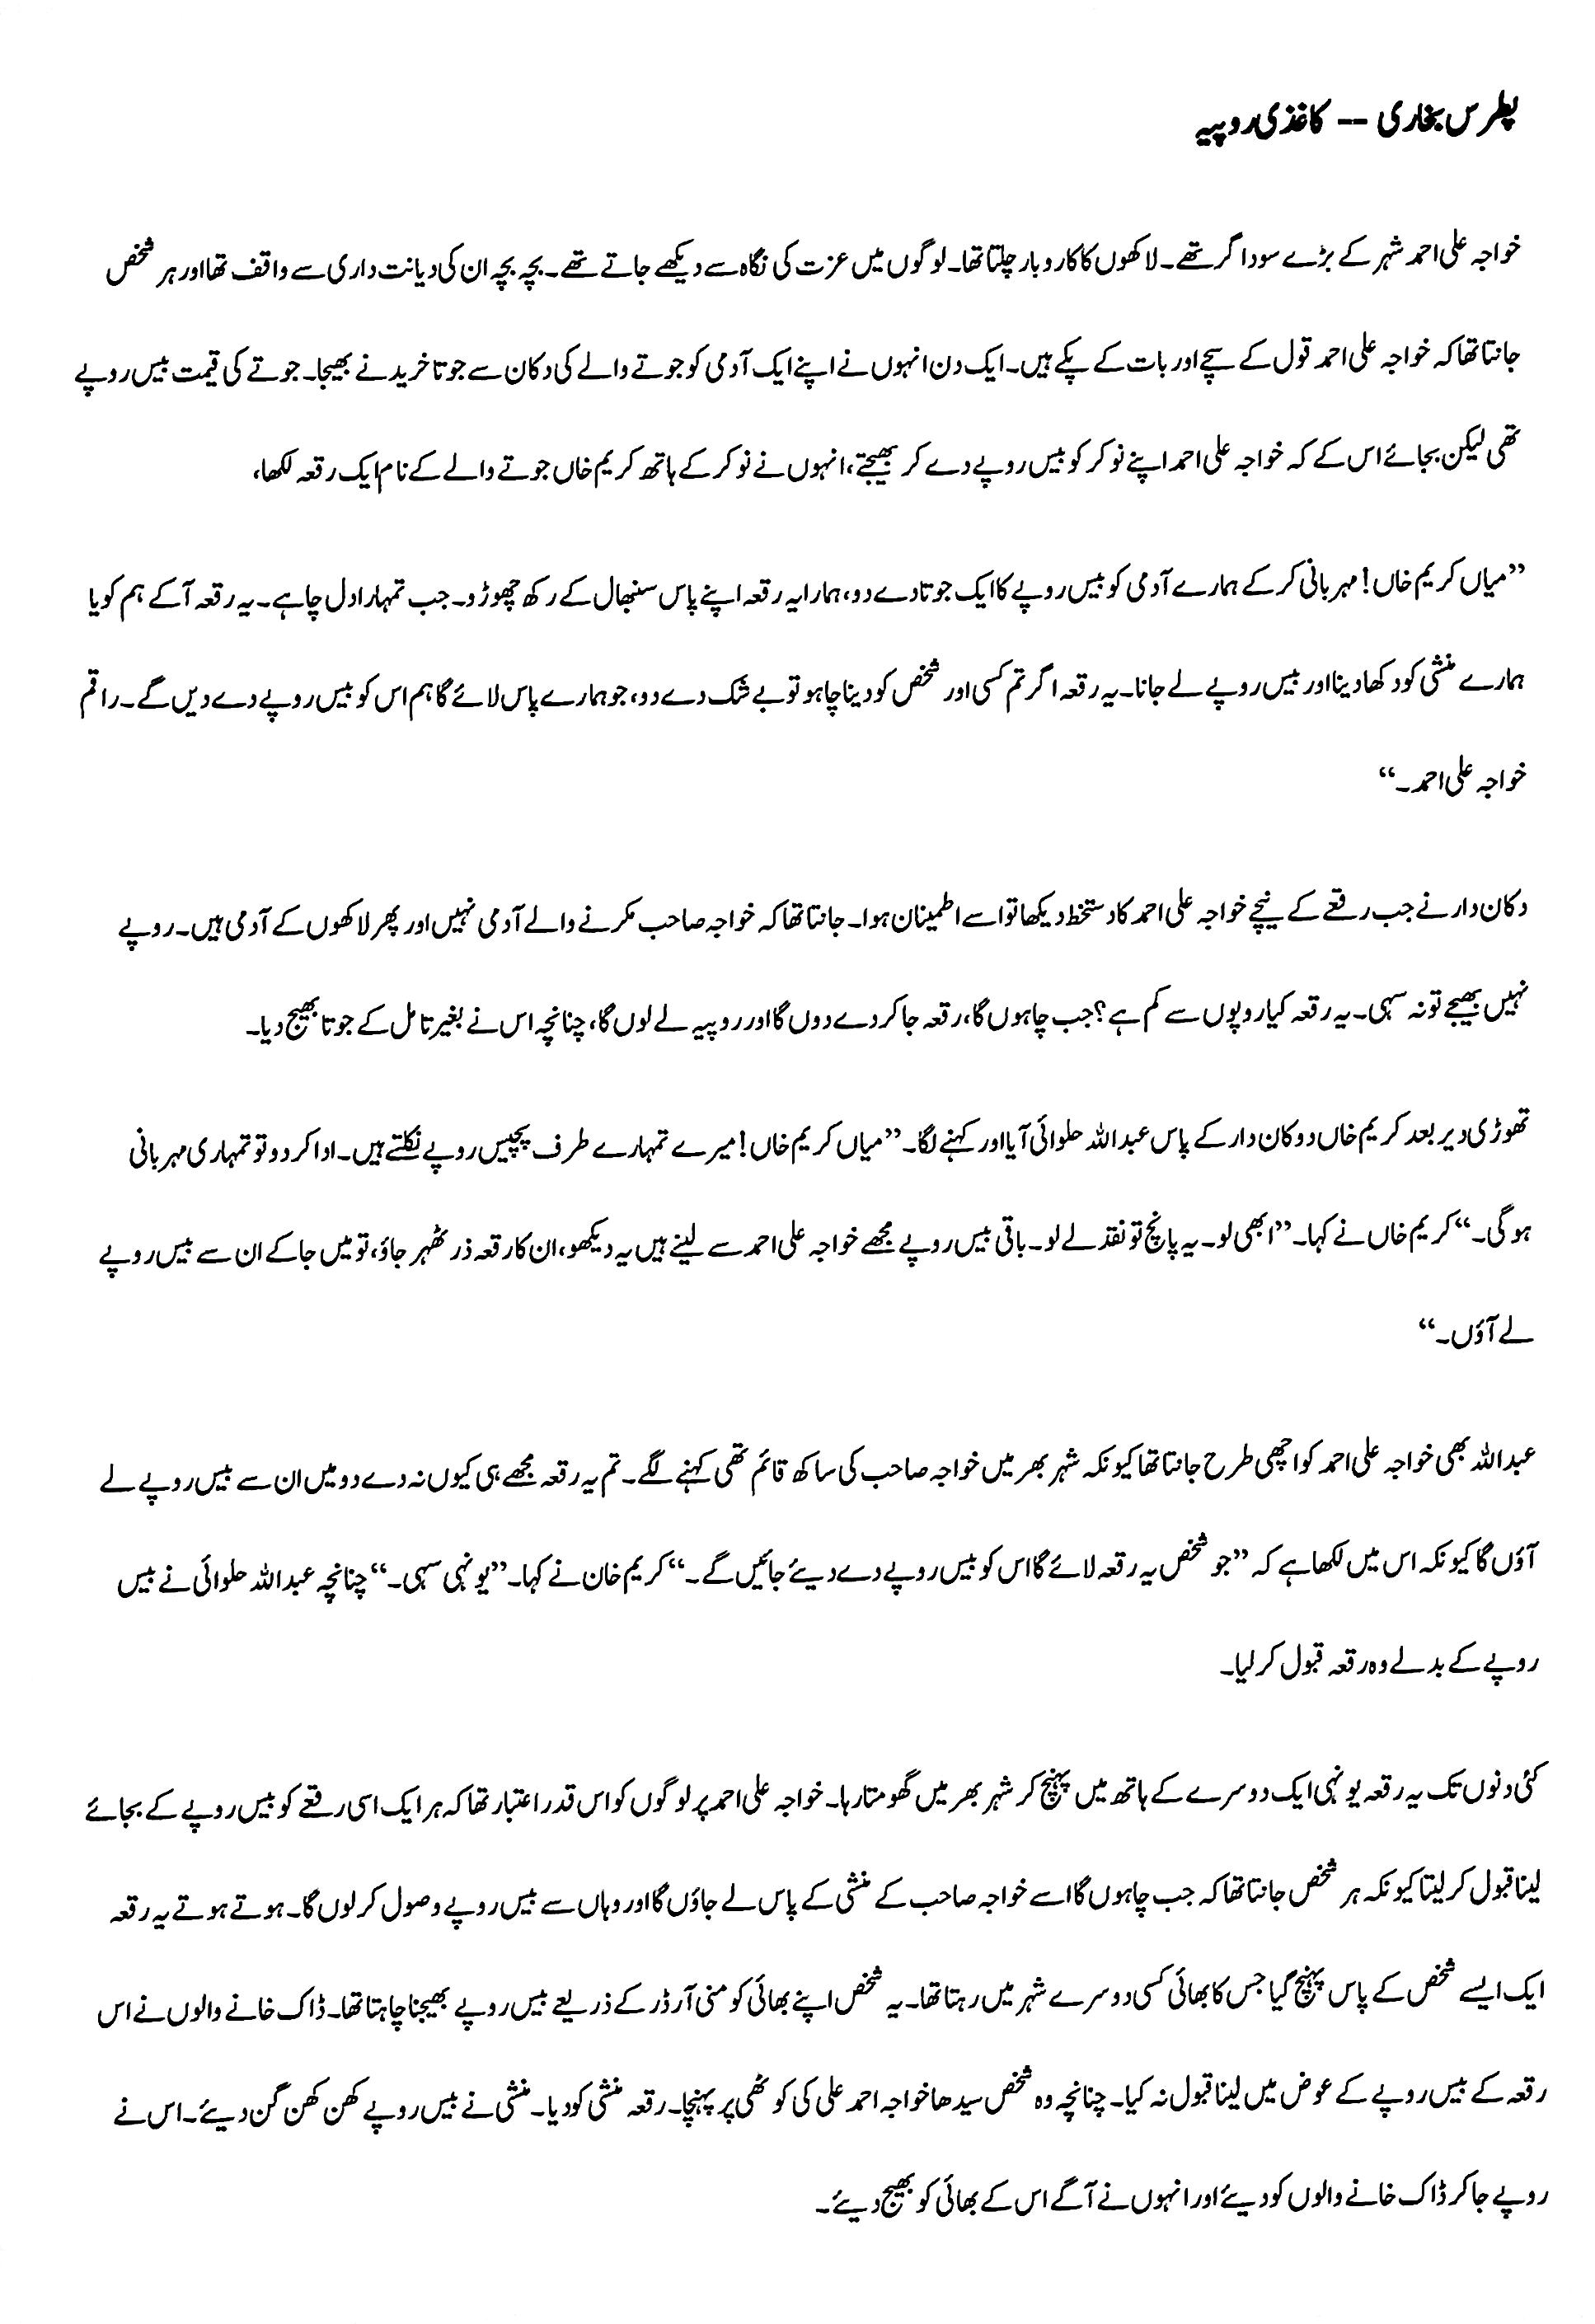 پطرس بخاری -- کاغذی روپیہ
خواجہ علی احمد شہر کے بڑے سوداگر تھے۔ لاکھوں کا کاروبار چلتا تھا۔ لوگوں میں عزت کی نگاہ سے دیکھے جاتے تھے۔ بچہ بچہ ان کی دیانت داری سے واقف تھا اور ہر شخص
جانتا تھا کہ خواجہ علی احمد قول کے سچے اور بات کے پکے ہیں۔ ایک دن انہوں نے اپنے ایک آدمی کو جوتے والے کی دکان سے جوتا خریدنے بھیجا۔ جوتے کی قیمت بیس روپے
تھی لیکن بجائے اس کے کہ خواجہ علی احمد اپنے نوکر کو بیس روپے دے کر بھیجتے، انہوں نے نوکر کے ہاتھ کریم خاں جوتے والے کے نام ایک رقعہ لکھا،
”میاں کریم خاں! مہربانی کر کے ہمارے آدمی کو بیس روپے کا ایک جوتا دے دو، ہمارا یہ رقعہ اپنے پاس سنبھال کے رکھ چھوڑو۔ جب تمہارا دل چاہے۔ یہ رقعہ آ کے ہم کو یا
ہمارے منشی کو دکھا دینا اور بیس روپے لے جانا۔ یہ رقعہ اگر تم کسی اور شخص کو دینا چاہو تو بے شک دے دو، جو ہمارے پاس لائے گا ہم اس کو بیس روپے دے دیں گے۔ راقم
خواجہ علی احمد۔“
دکان دار نے جب رقعے کے نیچے خواجہ علی احمد کا دستخط دیکھا تو اسے اطمینان ہوا۔ جانتا تھا کہ خواجہ صاحب مکرنے والے آدمی نہیں اور پھر لاکھوں کے آدمی ہیں۔ روپے
نہیں بھیجے تو نہ سہی۔ یہ رقعہ کیا روپوں سے کم ہے؟ جب چاہوں گا، رقعہ جا کر دے دوں گا اور روپیہ لے لوں گا، چنانچہ اس نے بغیر تامل کے جوتا بھیج دیا۔
تھوڑی دیر بعد کریم خاں دوکان دار کے پاس عبداللہ حلوائی آیا اور کہنے لگا۔ ”میاں کریم خاں! میرے تمہارے طرف پچیس روپے نکلتے ہیں۔ ادا کر دو تو تمہاری مہربانی
ہو گی۔“ کریم خاں نے کہا۔ ”ابھی لو۔ یہ پانچ تو نقد لے لو۔ باقی بیس روپے مجھے خواجہ علی احمد سے لینے ہیں یہ دیکھو، ان کا رقعہ ذر ٹھہر جاؤ، تو میں جا کے ان سے بیس روپے
لے آؤں۔“
عبداللہ بھی خواجہ علی احمد کو اچھی طرح جانتا تھا کیونکہ شہر بھر میں خواجہ صاحب کی ساکھ قائم تھی کہنے لگے۔ تم یہ رقعہ مجھے ہی کیوں نہ دے دو میں ان سے بیس روپے لے
آؤں گا کیونکہ اس میں لکھا ہے کہ ”جو شخص یہ رقعہ لائے گا اس کو بیس روپے دے دیئے جائیں گے۔“ کریم خان نے کہا۔ ”یونہی سہی۔“ چنانچہ عبداللہ حلوائی نے بیس
روپے کے بدلے وہ رقعہ قبول کر لیا۔
کئی دنوں تک یہ رقعہ یونہی ایک دوسرے کے ہاتھ میں پہنچ کر شہر بھر میں گھومتا رہا۔ خواجہ علی احمد پر لوگوں کو اس قدر اعتبار تھا کہ ہر ایک اسی رقعے کو بیس روپے کے بجائے
لینا قبول کر لیتا کیونکہ ہر شخص جانتا تھا کہ جب چاہوں گا اسے خواجہ صاحب کے منشی کے پاس لے جاؤں گا اور وہاں سے بیس روپے وصول کر لوں گا۔ ہوتے ہوتے یہ رقعہ
ایک ایسے شخص کے پاس پہنچ گیا جس کا بھائی کسی دوسرے شہر میں رہتا تھا۔ یہ شخص اپنے بھائی کو منی آرڈر کے ذریعے بیس روپے بھیجنا چاہتا تھا۔ ڈاک خانے والوں نے اس
رقعہ کے بیس روپے کے عوض میں لینا قبول نہ کیا۔ چنانچہ وہ شخص سیدھا خواجہ احمد علی کی کوٹھی پر پہنچا۔ رقعہ منشی کو دیا۔ منشی نے بیس روپے کھن کھن گن دیئے۔ اس نے
روپے جا کر ڈاک خانے والوں کو دیئے اور انہوں نے آگے اس کے بھائی کو بھیج دیئے۔